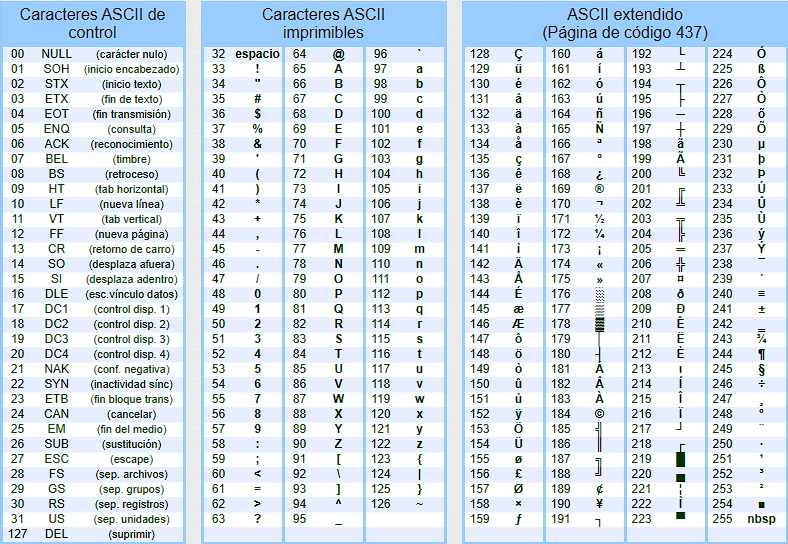 Caracteres ASCII de
control
00 NULL (carácter nulo)
01 SOH (inicio encabezado)
02 STX (inicio texto)
03 ETX (fin de texto)
04 EOT (fin transmisión)
05 ENQ (consulta)
06 ACK (reconocimiento)
07 BEL (timbre)
08 BS (retroceso)
09 HT (tab horizontal)
10 LF (nueva línea)
11 VT (tab vertical)
12 FF (nueva página)
13 CR (retorno de carro)
14 SO (desplaza afuera)
15 SI (desplaza adentro)
16 DLE (esc.vínculo datos)
17 DC1 (control disp. 1)
18 DC2 (control disp. 2)
19 DC3 (control disp. 3)
20 DC4 (control disp. 4)
21 NAK (conf. negativa)
22 SYN (inactividad sínc)
23 ETB (fin bloque trans)
24 CAN (cancelar)
25 EM (fin del medio)
26 SUB (sustitución)
27 ESC (escape)
28 FS (sep. archivos)
29 GS (sep. grupos)
30 RS (sep. registros)
31 US (sep. unidades)
127 DEL (suprimir)
Caracteres ASCII
imprimibles
32 espacio 64 @ 96 `
33 ! 65 A 97 a
34 " 66 B 98 b
35 # 67 C 99 c
36 $ 68 D 100 d
37 % 69 E 101 e
38 & 70 F 102 f
39 ' 71 G 103 g
40 ( 72 H 104 h
41 ) 73 I 105 i
42 * 74 J 106 j
43 + 75 K 107 k
44 , 76 L 108 l
45 - 77 M 109 m
46 . 78 N 110 n
47 / 79 O 111 o
48 0 80 P 112 p
49 1 81 Q 113 q
50 2 82 R 114 r
51 3 83 S 115 s
52 4 84 T 116 t
53 5 85 U 117 u
54 6 86 V 118 v
55 7 87 W 119 w
56 8 88 X 120 x
57 9 89 Y 121 y
58 : 90 Z 122 z
59 ; 91 [ 123 {
60 < 92 \ 124 |
61 = 93 ] 125 }
62 > 94 ^ 126 ~
63 ? 95 _
ASCII extendido
(Página de código 437)
128 Ç 160 á 192 └ 224 Ó
129 ü 161 í 193 ┴ 225 ß
130 é 162 ó 194 ┬ 226 Ô
131 â 163 ú 195 ├ 227 Ò
132 ä 164 ñ 196 ─ 228 õ
133 à 165 Ñ 197 ┼ 229 Õ
134 å 166 ª 198 ã 230 µ
135 ç 167 º 199 Ã 231 þ
136 ê 168 ¿ 200 ╚ 232 Þ
137 ë 169 ® 201 ╔ 233 Ú
138 è 170 ¬ 202 ╩ 234 Û
139 ï 171 ½ 203 ╦ 235 Ù
140 î 172 ¼ 204 ╠ 236 ý
141 ì 173 ¡ 205 ═ 237 Ý
142 Ä 174 « 206 ╬ 238 ¯
143 Å 175 » 207 ¤ 239 ´
144 É 176 ░ 208 ð 240 ≡
145 æ 177 ▒ 209 Ð 241 ±
146 Æ 178 ▓ 210 Ê 242 ‗
147 ô 179 │ 211 Ë 243 ¾
148 ö 180 ┤ 212 È 244 ¶
149 ò 181 Á 213 ı 245 §
150 û 182 Â 214 Í 246 ÷
151 ù 183 À 215 Î 247 ¸
152 ÿ 184 © 216 Ï 248 °
153 Ö 185 ╣ 217 ┘ 249 ¨
154 Ü 186 ║ 218 ┌ 250 ·
155 ø 187 ╗ 219 █ 251 ¹
156 £ 188 ╝ 220 ▄ 252 ³
157 Ø 189 ¢ 221 ¦ 253 ²
158 × 190 ¥ 222 Ì 254 ■
159 ƒ 191 ┐ 223 ▀ 255 nbsp